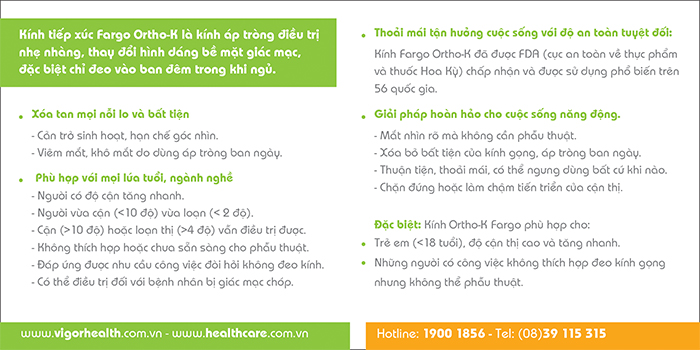 Kính tiếp xúc Fargo Ortho-K là kính áp tròng điều trị
nhẹ nhàng, thay đổi hình dáng bề mặt giác mạc,
đặc biệt chỉ đeo vào ban đêm trong khi ngủ.
• Xóa tan mọi nỗi lo và bất tiện
- Cản trở sinh hoạt, hạn chế góc nhìn.
- Viêm mắt, khô mắt do dùng áp tròng ban ngày.
• Phù hợp với mọi lứa tuổi, ngành nghề
- Người có độ cận tăng nhanh.
- Người vừa cận (<10 độ) vừa loạn (< 2 độ).
- Cận (>10 độ) hoặc loạn thị (>4 độ) vẫn điều trị được.
- Không thích hợp hoặc chưa sẵn sàng cho phẫu thuật.
- Đáp ứng được nhu cầu công việc đòi hỏi không đeo kính.
- Có thể điều trị đối với bệnh nhân bị giác mạc chóp.
www.vigorhealth.com.vn - www.healthcare.com.vn
• Thoải mái tận hưởng cuộc sống với độ an toàn tuyệt đối:
Kính Fargo Ortho-K đã được FDA (cục an toàn về thực phẩm
và thuốc Hoa Kỳ) chấp nhận và được sử dụng phổ biến trên
56 quốc gia.
• Giải pháp hoàn hảo cho cuộc sống năng động.
- Mắt nhìn rõ mà không cần phẫu thuật.
- Xóa bỏ bất tiện của kính gọng, áp tròng ban ngày.
- Thuận tiện, thoải mái, có thể ngưng dùng bất cứ khi nào.
- Chặn đứng hoặc làm chậm tiến triển của cận thị.
Đặc biệt: Kính Ortho-K Fargo phù hợp cho:
• Trẻ em (<18 tuổi), độ cận thị cao và tăng nhanh.
• Những người có công việc không thích hợp đeo kính gọng
nhưng không thể phẫu thuật.
Hotline: 1900 1856 - Tel: (08)39 115 315